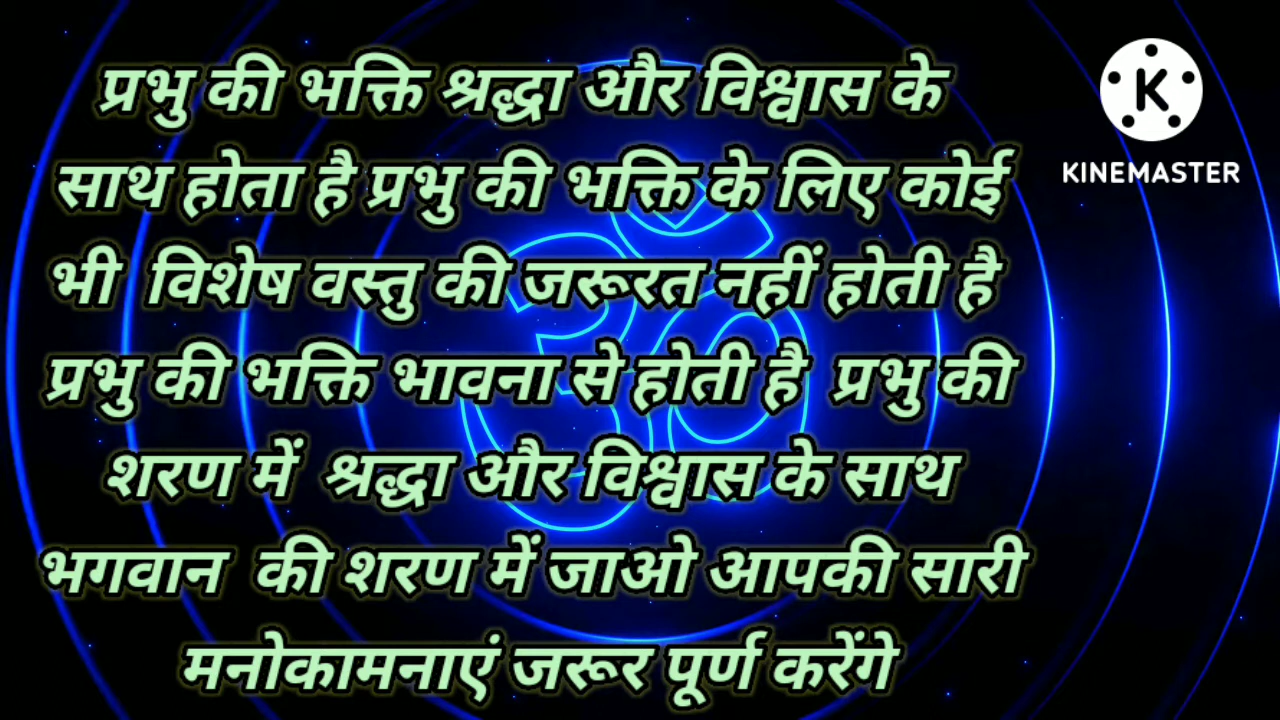 प्रभु की भक्ति श्रद्धा और विश्वास के
साथ होता है प्रभु की भक्ति के लिए कोई
भी विशेष वस्तु की जरूरत नहीं होती है
प्रभु की भक्ति भावना से होती है प्रभु की
शरण में श्रद्धा और विश्वास के साथ
भगवान की शरण में जाओ आपकी सारी
मनोकामनाएं जरूर पूर्ण करेंगे
ॐ
K
KINEMASTER